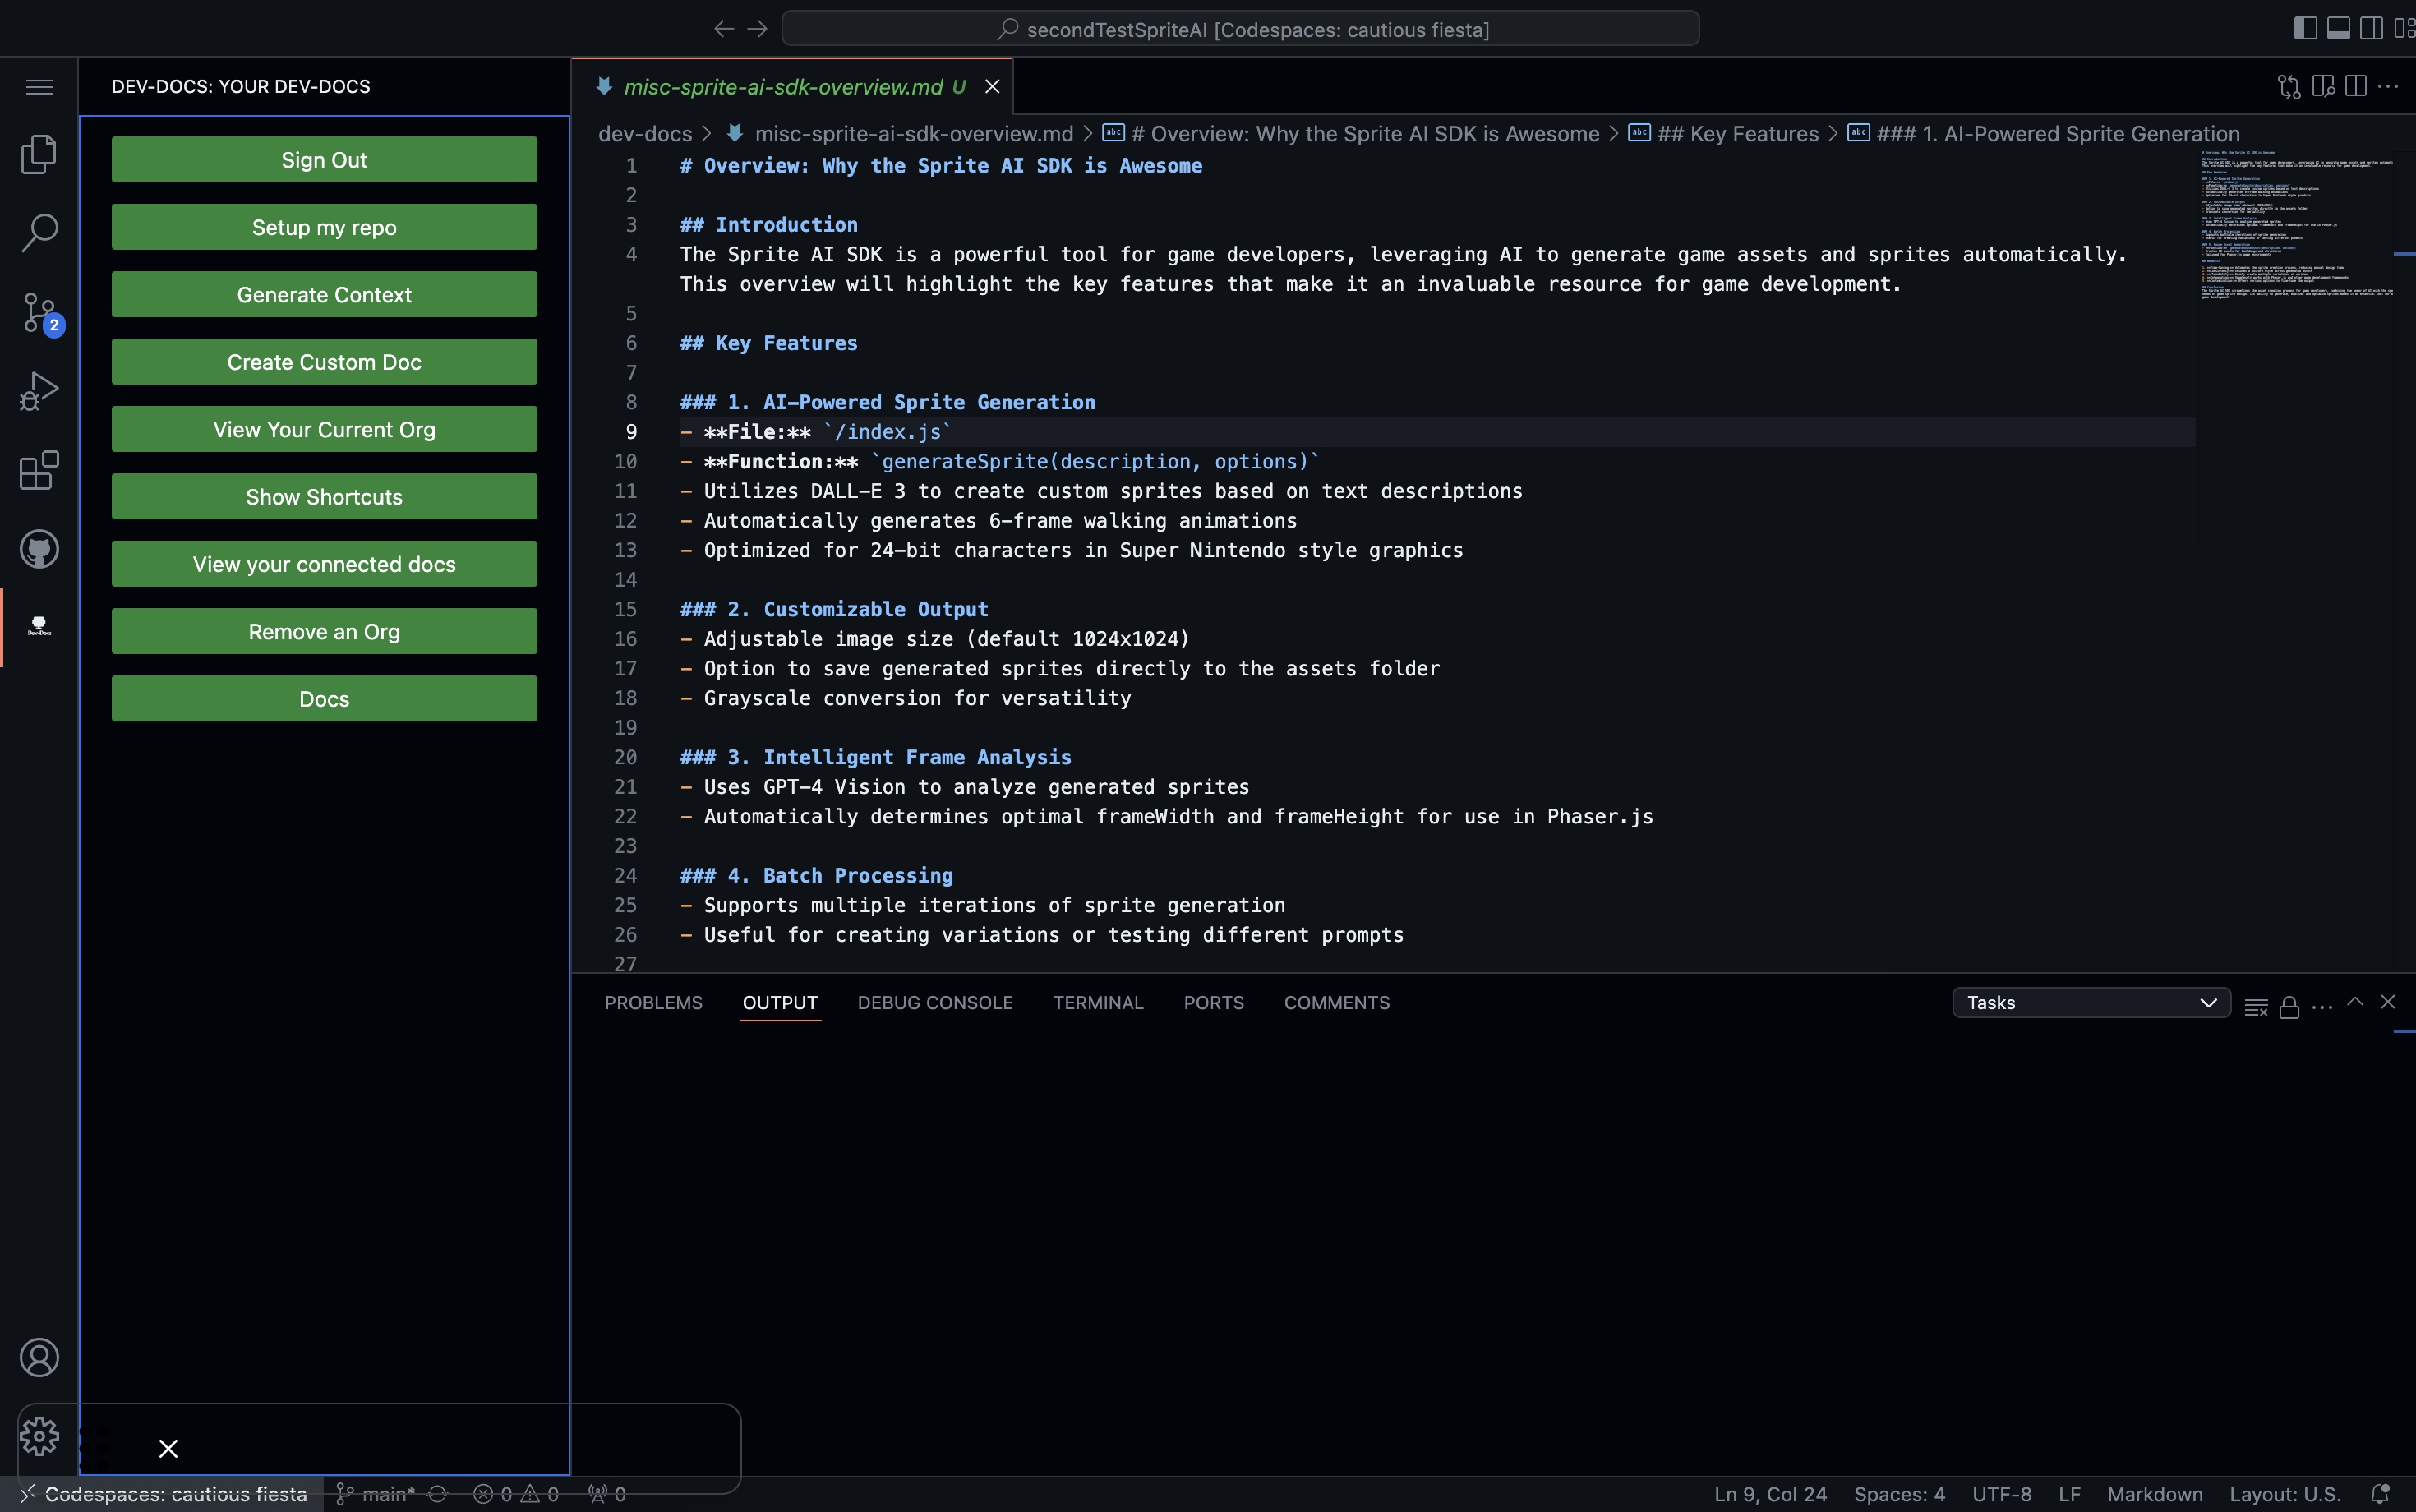 secondTestSpriteAI [Codespaces: cautious fiesta]
DEV-DOCS: YOUR DEV-DOCS
Sign Out
Setup my repo
Generate Context
Create Custom Doc
View Your Current Org
Show Shortcuts
View your connected docs
Remove an Org
Docs
2
Dev-Docs
misc-sprite-ai-sdk-overview.md U
dev-docs > misc-sprite-ai-sdk-overview.md > # Overview: Why the Sprite AI SDK is Awesome > ## Key Features > ### 1. AI-Powered Sprite Generation
1 # Overview: Why the Sprite AI SDK is Awesome
2
3 ## Introduction
4 The Sprite AI SDK is a powerful tool for game developers, leveraging AI to generate game assets and sprites automatically.
This overview will highlight the key features that make it an invaluable resource for game development.
5
6 ## Key Features
7
8 ### 1. AI-Powered Sprite Generation
9 - **File:** `/index.js`
10 - **Function:** `generateSprite(description, options)`
11 - Utilizes DALL-E 3 to create custom sprites based on text descriptions
12 - Automatically generates 6-frame walking animations
13 - Optimized for 24-bit characters in Super Nintendo style graphics
14
15 ### 2. Customizable Output
16 - Adjustable image size (default 1024x1024)
17 - Option to save generated sprites directly to the assets folder
18 - Grayscale conversion for versatility
19
20 ### 3. Intelligent Frame Analysis
21 - Uses GPT-4 Vision to analyze generated sprites
22 - Automatically determines optimal frameWidth and frameHeight for use in Phaser.js
23
24 ### 4. Batch Processing
25 - Supports multiple iterations of sprite generation
26 - Useful for creating variations or testing different prompts
27
PROBLEMS OUTPUT DEBUG CONSOLE TERMINAL PORTS COMMENTS
Tasks
Codespaces: cautious fiesta main* 0 0 0
Ln 9, Col 24 Spaces: 4 UTF-8 LF Markdown Layout: U.S.